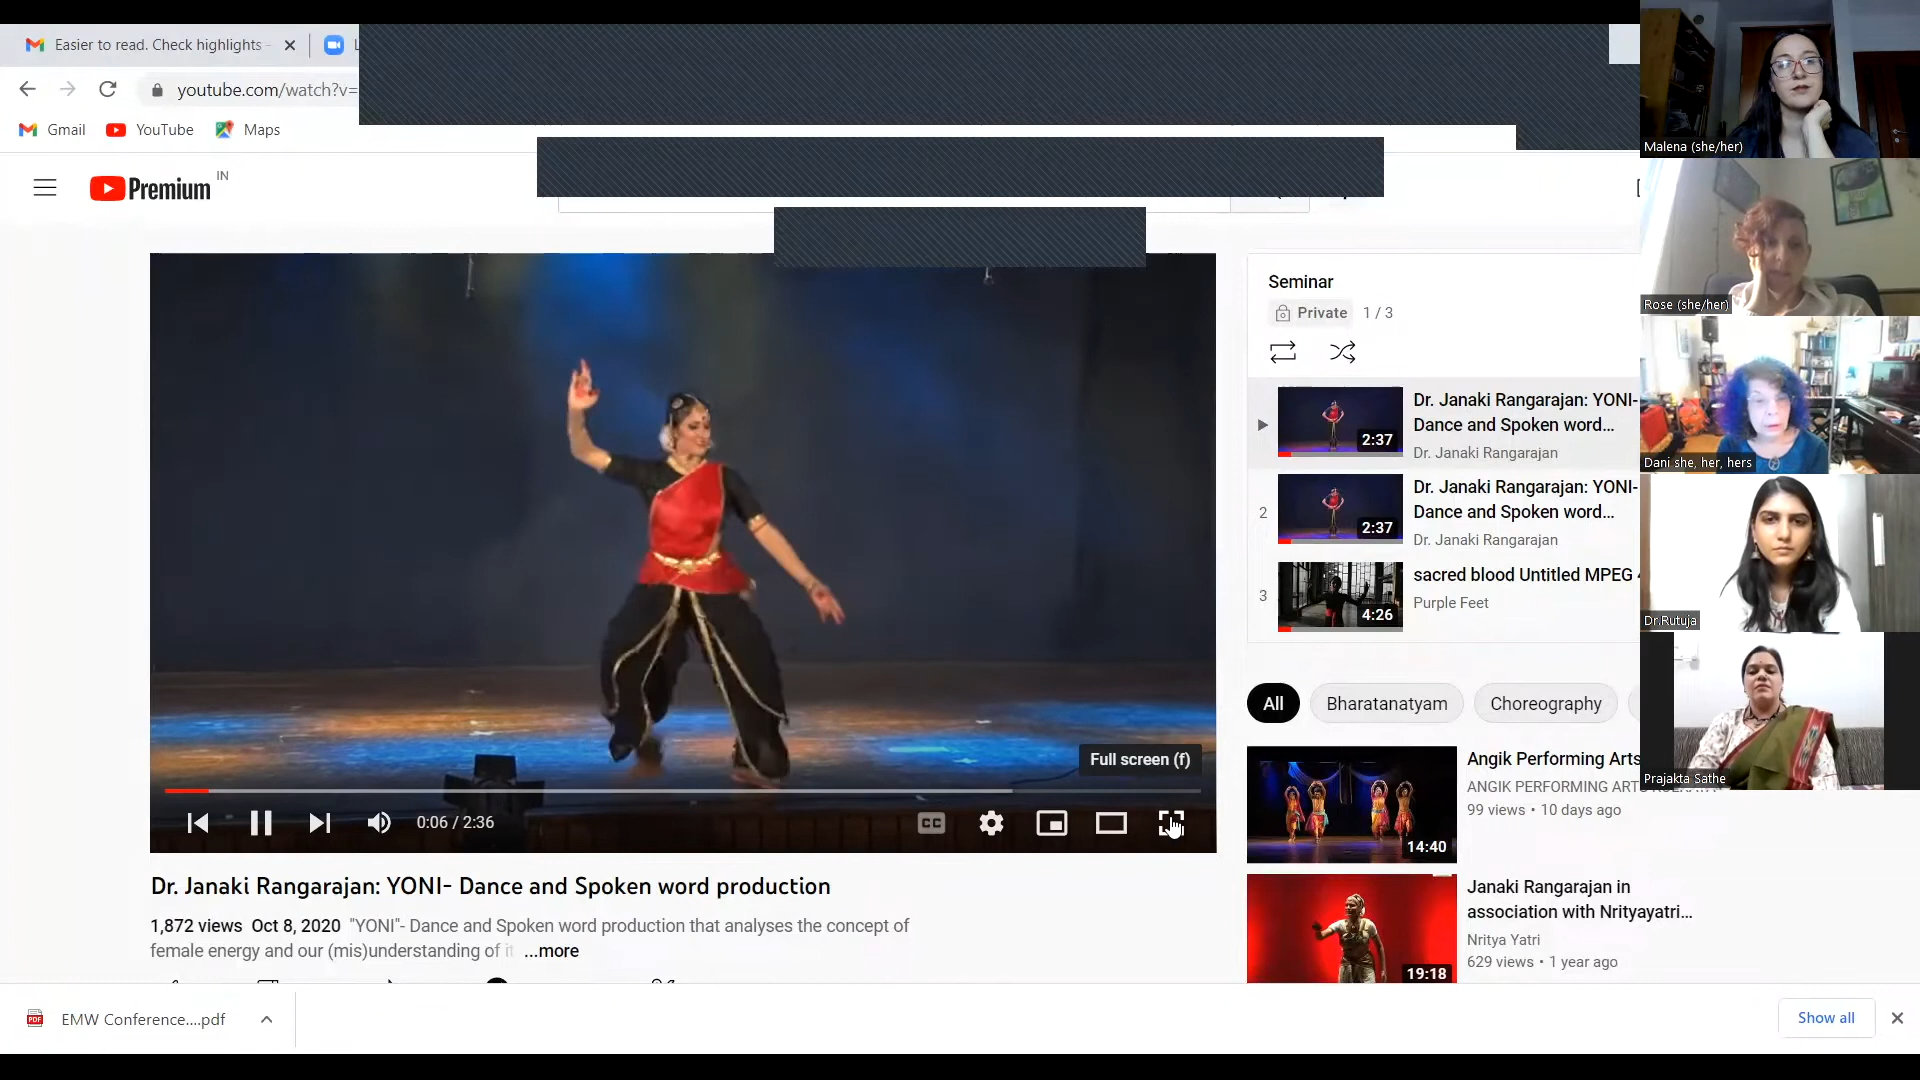 Easier to read. Check highlights -
youtube.com/watch?v=
Gmail YouTube Maps
Premium IN
Seminar
Private 1 / 3
Dr. Janaki Rangarajan: YONI-
Dance and Spoken word...
Dr. Janaki Rangarajan
2:37
2
Dr. Janaki Rangarajan: YONI-
Dance and Spoken word...
Dr. Janaki Rangarajan
2:37
3
sacred blood Untitled MPEG
Purple Feet
4:26
All Bharatanatyam Choreography
Full screen (f)
0:06 / 2:36
CC
Angik Performing Arts
ANGIK PERFORMING ARTS KOLKATA
99 views • 10 days ago
14:40
Janaki Rangarajan in
association with Nrityayatri...
Nritya Yatri
629 views • 1 year ago
19:18
Dr. Janaki Rangarajan: YONI- Dance and Spoken word production
1,872 views Oct 8, 2020 "YONI"- Dance and Spoken word production that analyses the concept of
female energy and our (mis)understanding of it ...more
PDF
EMW Conference....pdf
Show all
Malena (she/her)
Rose (she/her)
Dani she, her, hers
Dr.Rutuja
Prajakta Sathe